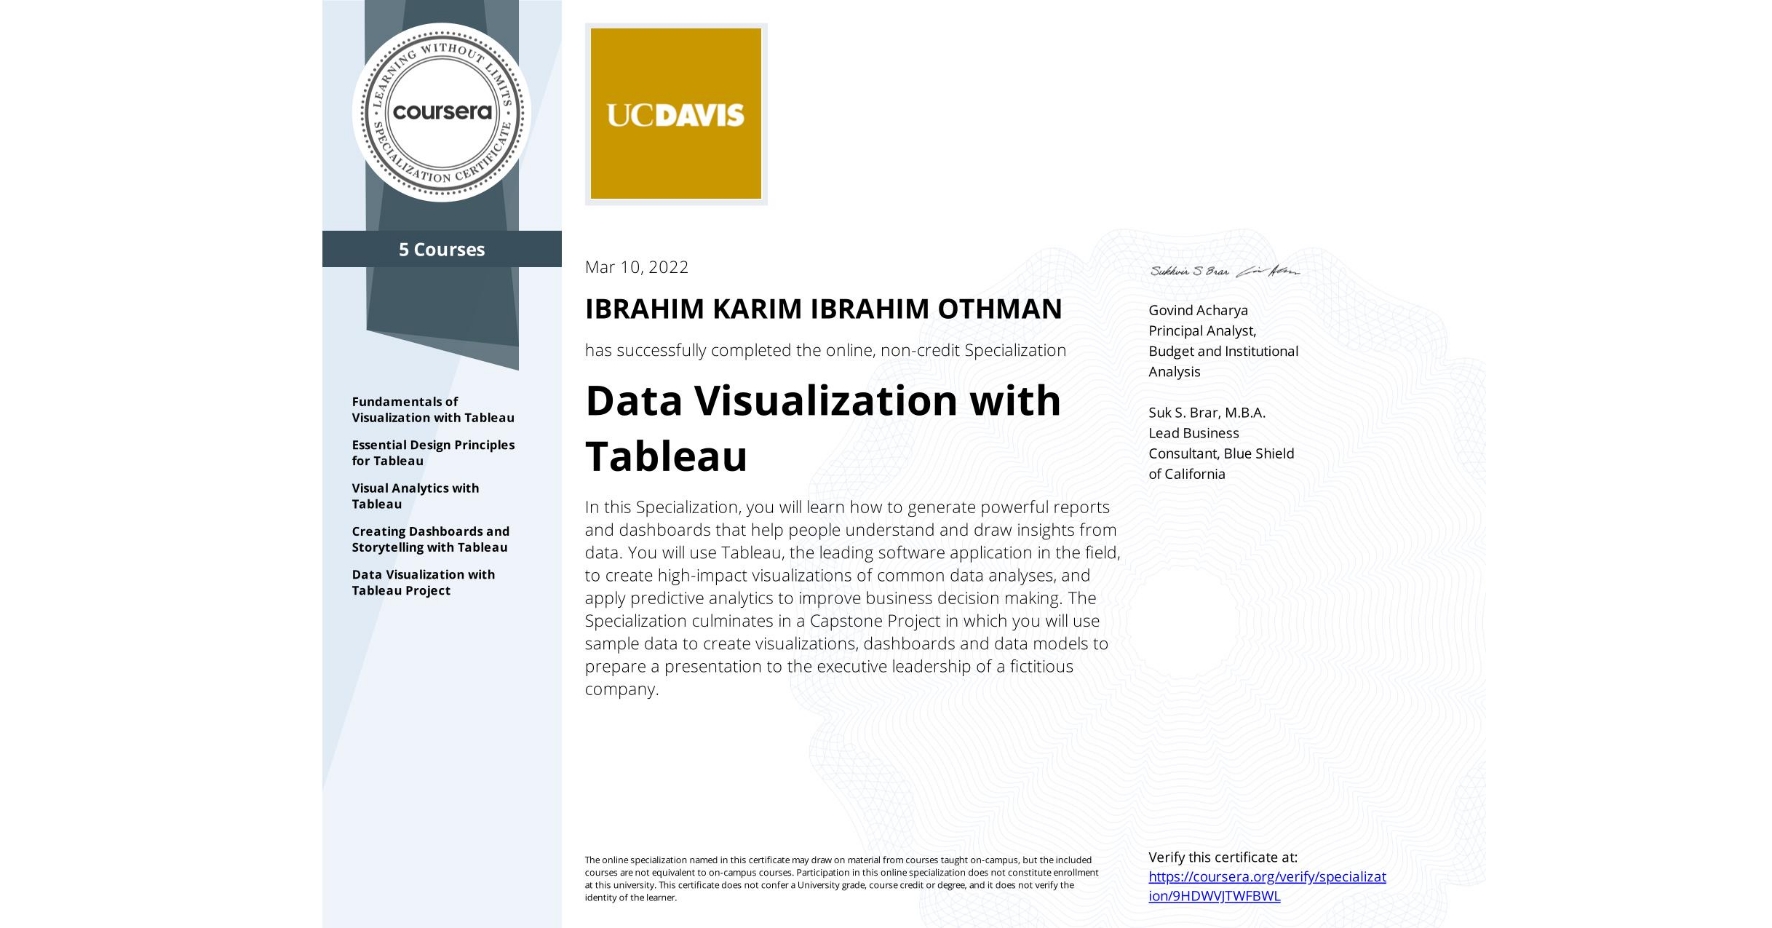 LEARNING WITHOUT LIMITS
coursera
SPECIALIZATION CERTIFICATE
UCDAVIS
5 Courses
Fundamentals of
Visualization with Tableau
Essential Design Principles
for Tableau
Visual Analytics with
Tableau
Creating Dashboards and
Storytelling with Tableau
Data Visualization with
Tableau Project
Mar 10, 2022
IBRAHIM KARIM IBRAHIM OTHMAN
has successfully completed the online, non-credit Specialization
Data Visualization with
Tableau
In this Specialization, you will learn how to generate powerful reports
and dashboards that help people understand and draw insights from
data. You will use Tableau, the leading software application in the field,
to create high-impact visualizations of common data analyses, and
apply predictive analytics to improve business decision making. The
Specialization culminates in a Capstone Project in which you will use
sample data to create visualizations, dashboards and data models to
prepare a presentation to the executive leadership of a fictitious
company.
Sukhvir S Brar
Govind Acharya
Principal Analyst,
Budget and Institutional
Analysis
Suk S. Brar, M.B.A.
Lead Business
Consultant, Blue Shield
of California
The online specialization named in this certificate may draw on material from courses taught on-campus, but the included
courses are not equivalent to on-campus courses. Participation in this online specialization does not constitute enrollment
at this university. This certificate does not confer a University grade, course credit or degree, and it does not verify the
identity of the learner.
Verify this certificate at:
https://coursera.org/verify/specializat
ion/9HDWVJTWFBWL